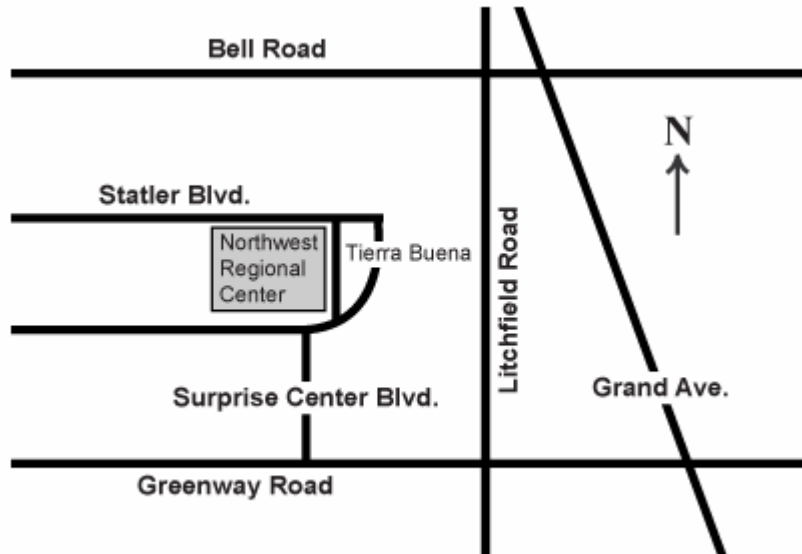 Bell Road
N
Statler Blvd.
Northwest
Regional
Center
Tierra Buena
Litchfield Road
Surprise Center Blvd.
Grand Ave.
Greenway Road